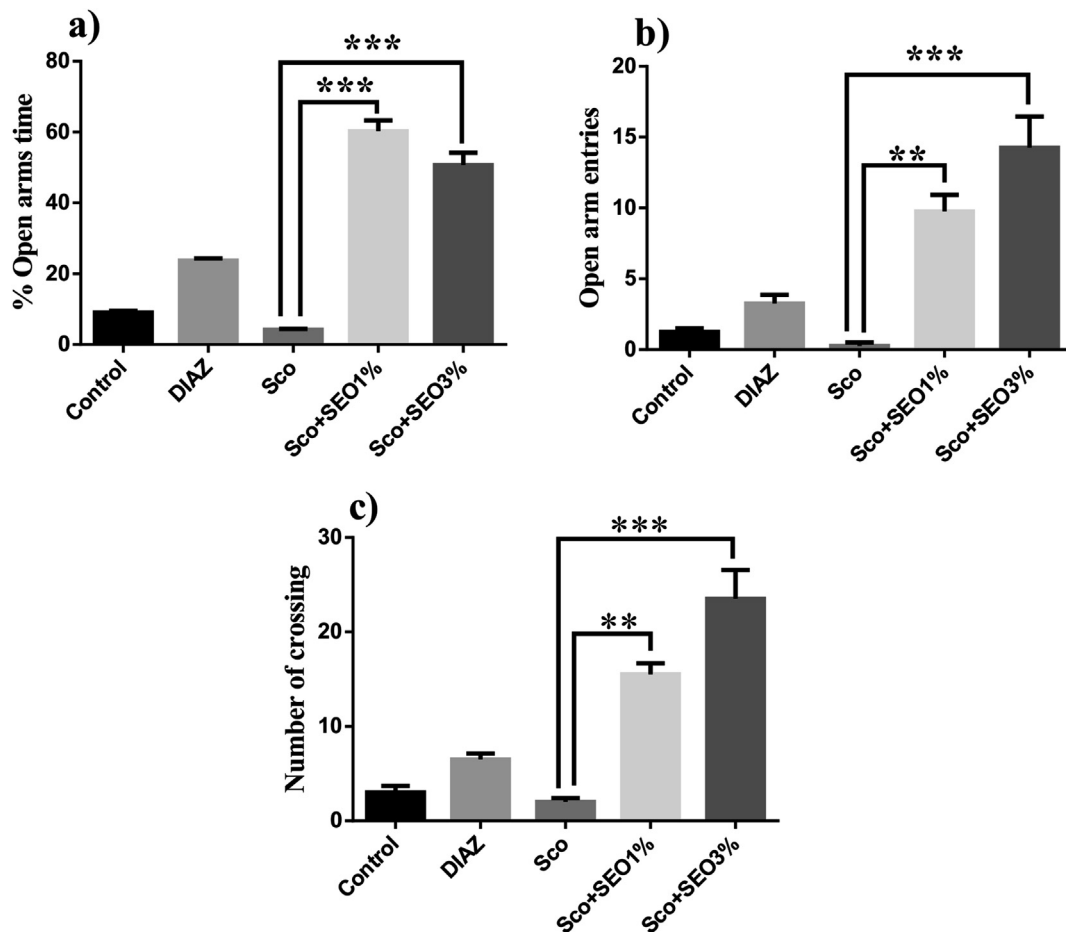 a)
% Open arms time
80
60
40
20
0
***
***
Control
DIAZ
Sco
Sco+SEO1%
Sco+SEO3%
b)
Open arm entries
20
15
10
5
0
***
**
Control
DIAZ
Sco
Sco+SEO1%
Sco+SEO3%
c)
Number of crossing
30
20
10
0
***
**
Control
DIAZ
Sco
Sco+SEO1%
Sco+SEO3%